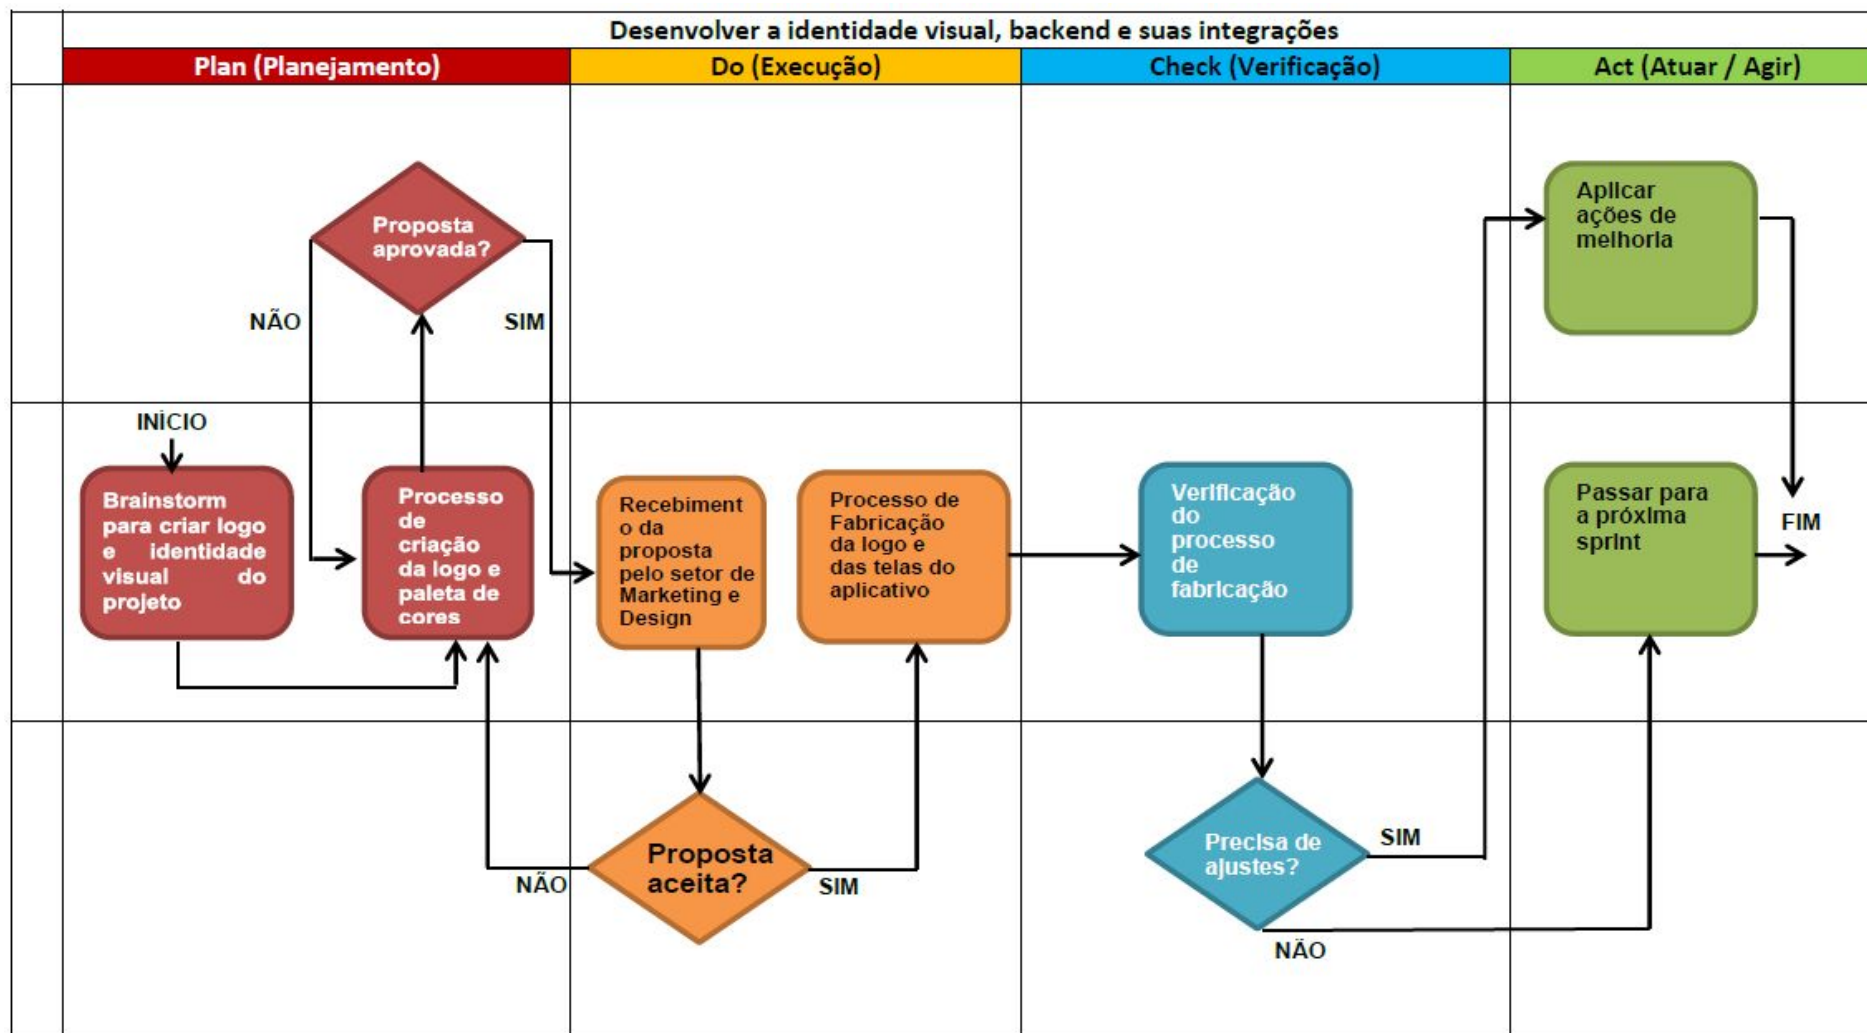 Desenvolver a identidade visual, backend e suas integrações
Plan (Planejamento)
Do (Execução)
Check (Verificação)
Act (Atuar / Agir)
Proposta
aprovada?
NÃO
SIM
INÍCIO
Brainstorm
para criar logo
e identidade
visual do
projeto
Processo
de
criação
da logo e
paleta de
cores
Recebiment
o da
proposta
pelo setor de
Marketing e
Design
Processo de
Fabricação
da logo e
das telas do
aplicativo
Proposta
aceita?
NÃO
SIM
Verificação
do
processo
de
fabricação
Precisa de
ajustes?
SIM
NÃO
Aplicar
ações de
melhoria
Passar para
a próxima
sprint
FIM